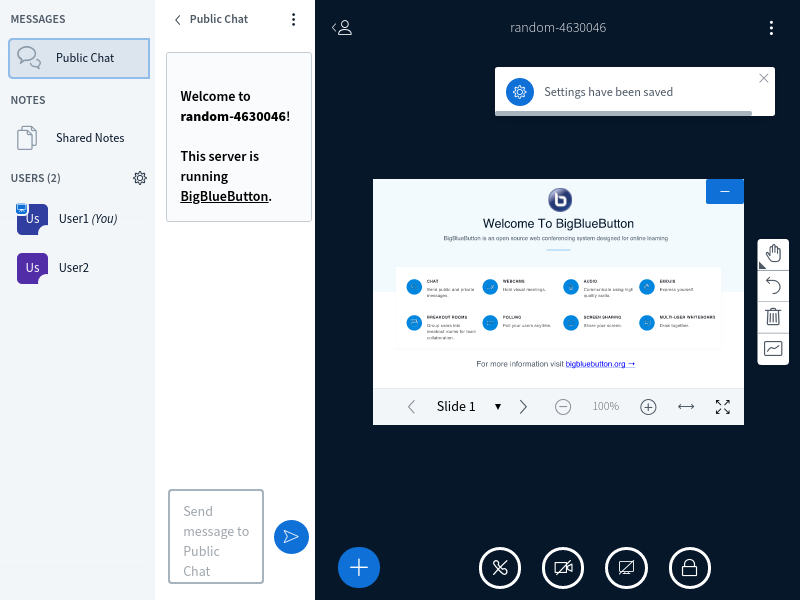 MESSAGES
Public Chat
NOTES
Shared Notes
USERS (2)
Us
User1 (You)
Us
User2
Public Chat
Welcome to
random-4630046!
This server is
running
BigBlueButton.
Send
message to
Public
Chat
random-4630046
Settings have been saved
Welcome To BigBlueButton
BigBlueButton is an open source web conferencing system designed for online learning
CHAT
Send public and private
messages.
WEBCAMS
Hold visual meetings.
AUDIO
Communicate using high
quality audio.
EMOJIS
Express yourself.
BREAKOUT ROOMS
Group users into
breakout rooms for team
collaboration.
POLLING
Poll your users anytime.
SCREEN SHARING
Share your screen.
MULTI-USER WHITEBOARD
Draw together.
For more information visit bigbluebutton.org →
Slide 1
100%